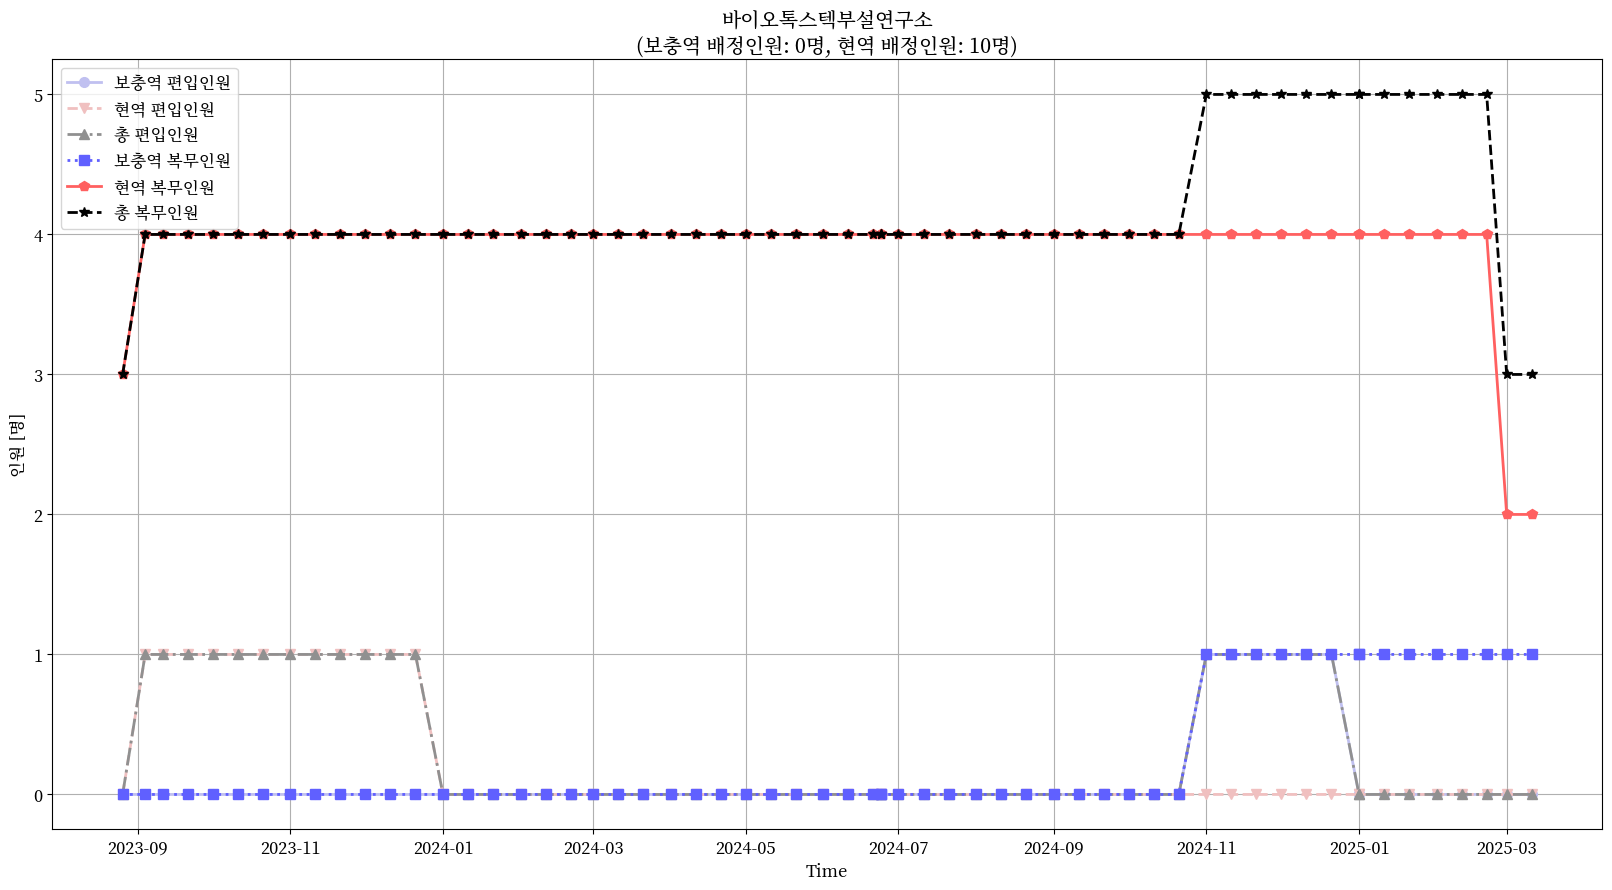 바이오톡스텍부설연구소
(보충역 배정인원: 0명, 현역 배정인원: 10명)
보충역 편입인원
현역 편입인원
총 편입인원
보충역 복무인원
현역 복무인원
총 복무인원
인원 [명]
5
4
3
2
1
0
2023-09
2023-11
2024-01
2024-03
2024-05
2024-07
2024-09
2024-11
2025-01
2025-03
Time